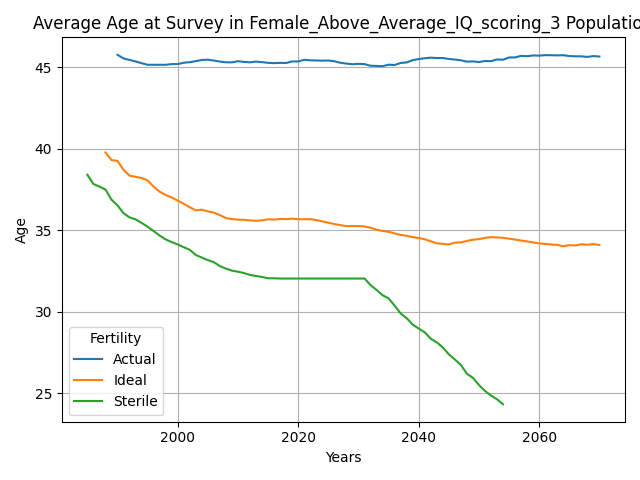 Average Age at Survey in Female_Above_Average_IQ_scoring_3 Populatio
45
40
35
30
25
Age
Fertility
Actual
Ideal
Sterile
2000
2020
2040
2060
Years